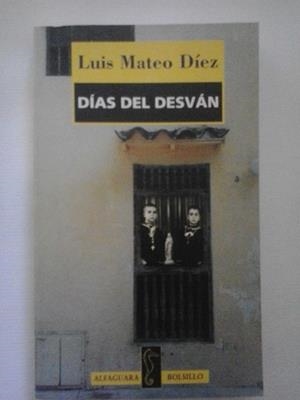 Luis Mateo Díez
DÍAS DEL DESVÁN
ALFAGUARA BOLSILLO